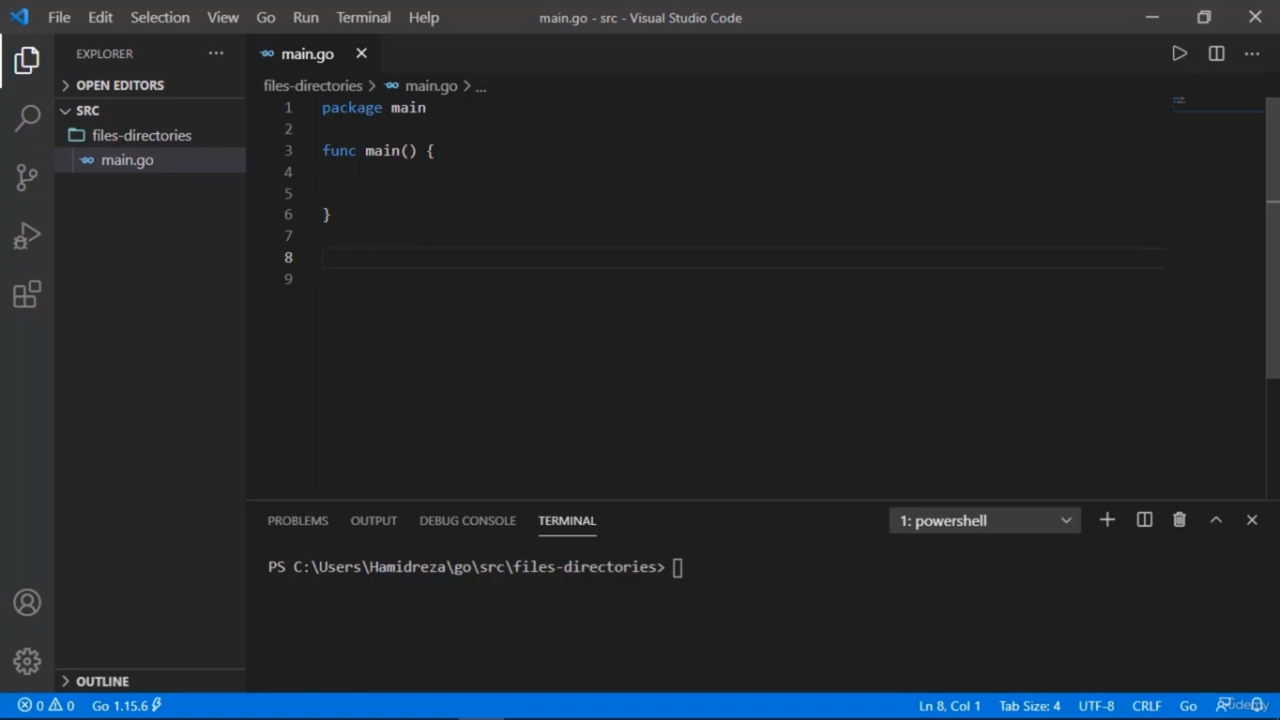 File Edit Selection View Go Run Terminal Help main.go - src - Visual Studio Code
EXPLORER
OPEN EDITORS
SRC
files-directories
main.go
main.go
files-directories > main.go > ...
1 package main
2
3 func main() {
4
5
6 }
7
8
9
PROBLEMS OUTPUT DEBUG CONSOLE TERMINAL 1: powershell
PS C:\Users\Hamidreza\go\src\files-directories>
OUTLINE
0 0 Go 1.15.6 Ln 8, Col 1 Tab Size: 4 UTF-8 CRLF Go
Udemy